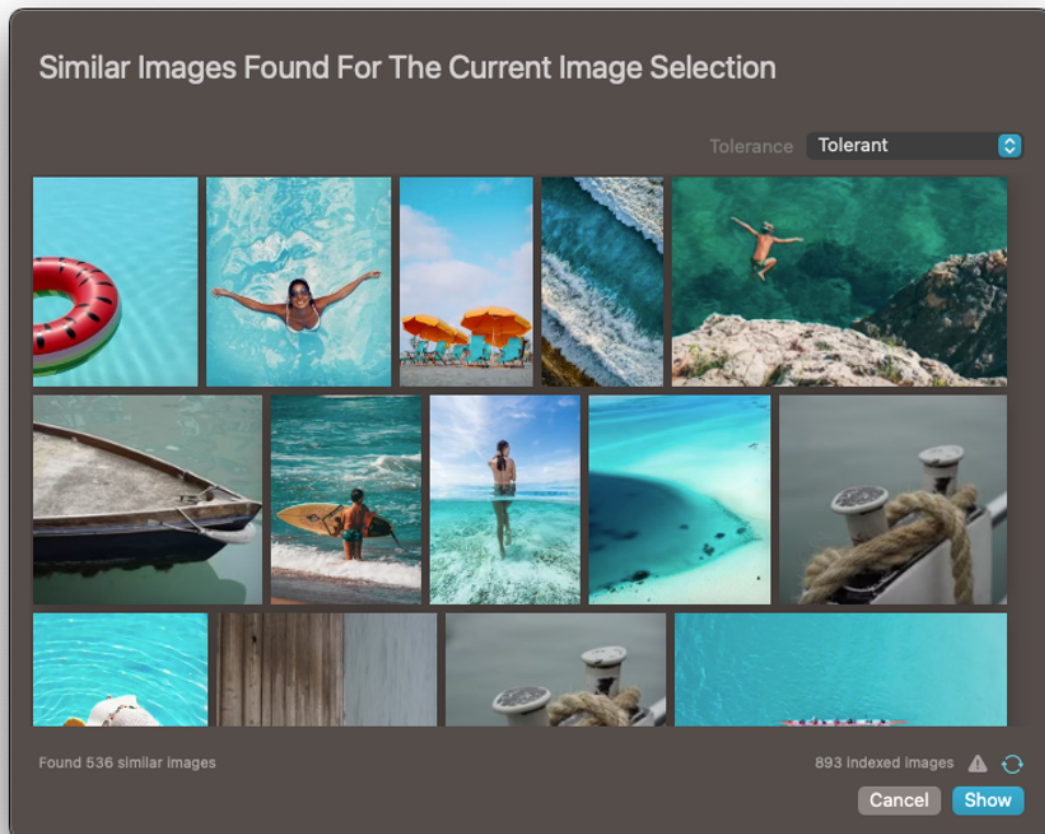 Similar Images Found For The Current Image Selection
Tolerance Tolerant
Found 536 similar images 893 indexed images
Cancel Show